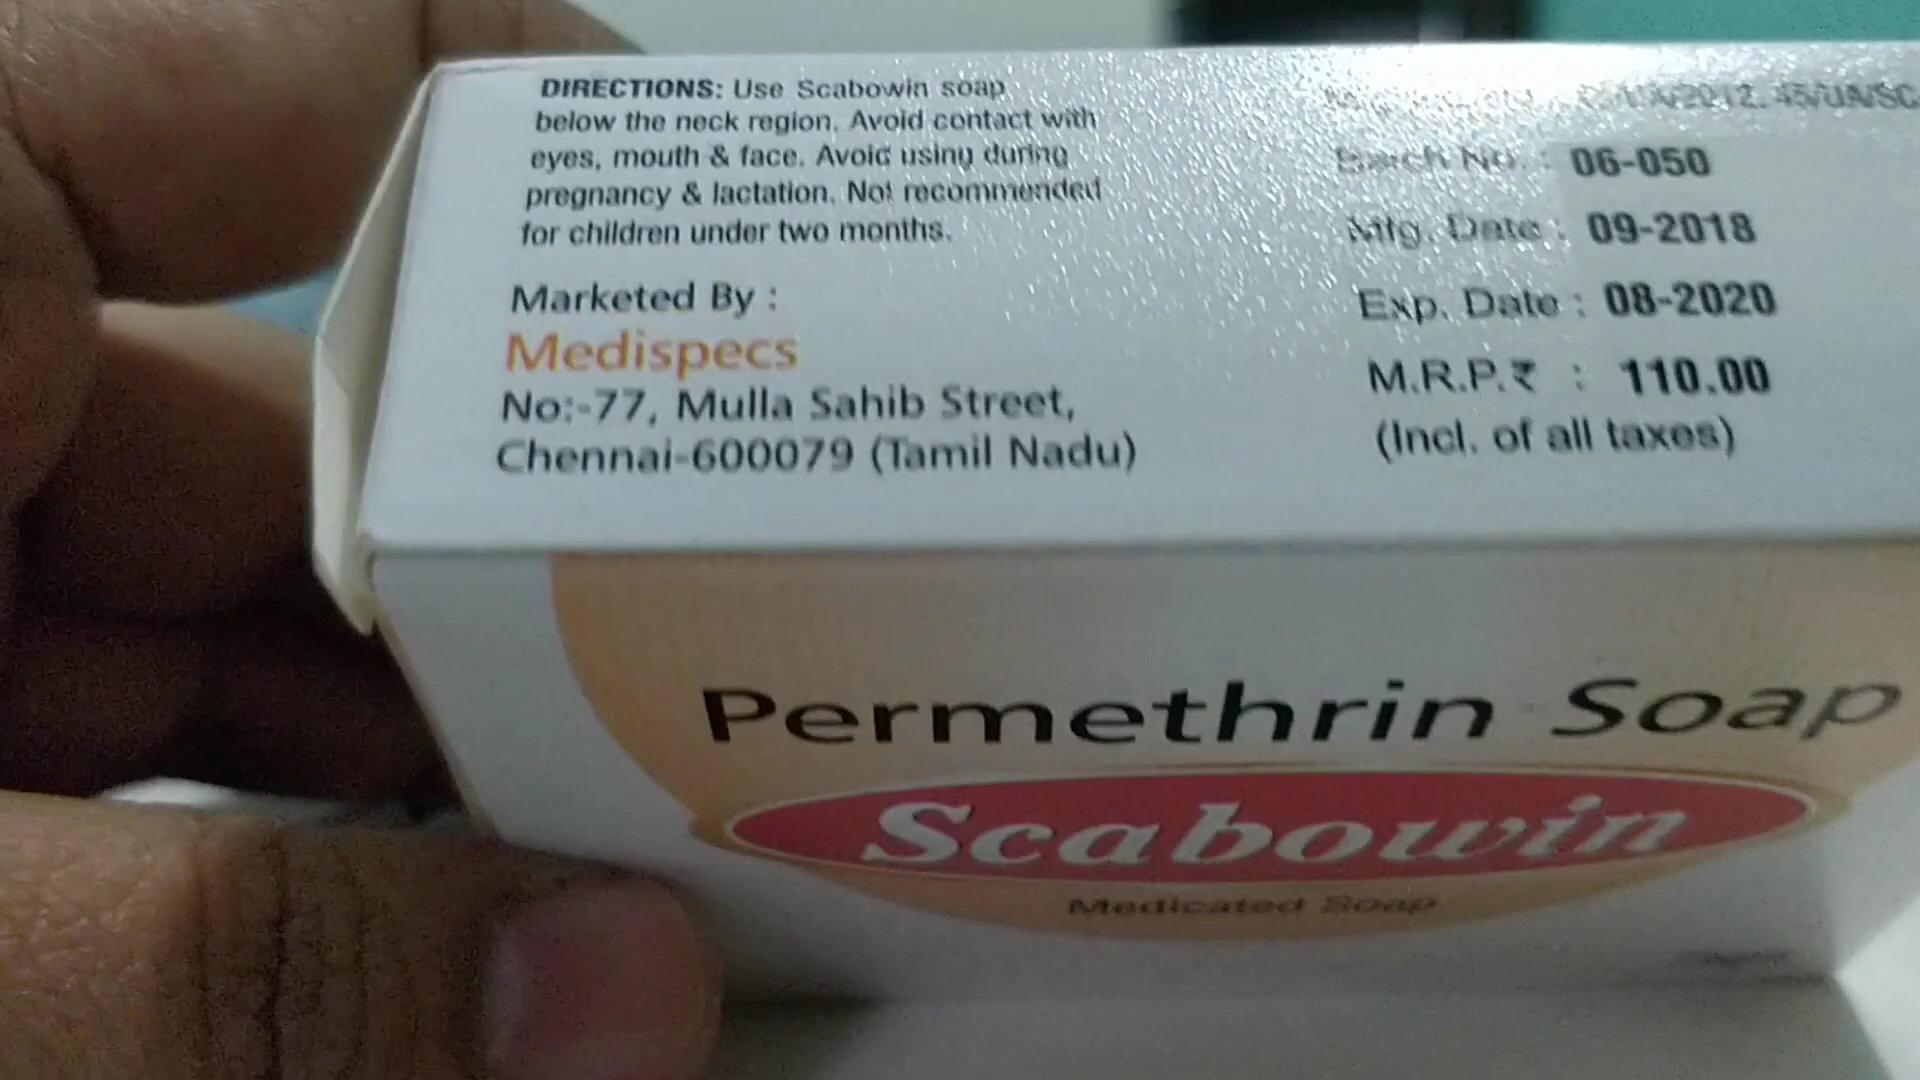 DIRECTIONS: Use Scabowin soap
below the neck region. Avoid contact with
eyes, mouth & face. Avoid using during
pregnancy & lactation. Not recommended
for children under two months.
Marketed By :
Medispecs
No:-77, Mulla Sahib Street,
Chennai-600079 (Tamil Nadu)
45/UA/SC
Batch No. : 06-050
Mfg. Date : 09-2018
Exp. Date : 08-2020
M.R.P.₹ : 110.00
(Incl. of all taxes)
Permethrin Soap
Scabowin
Medicated Soap